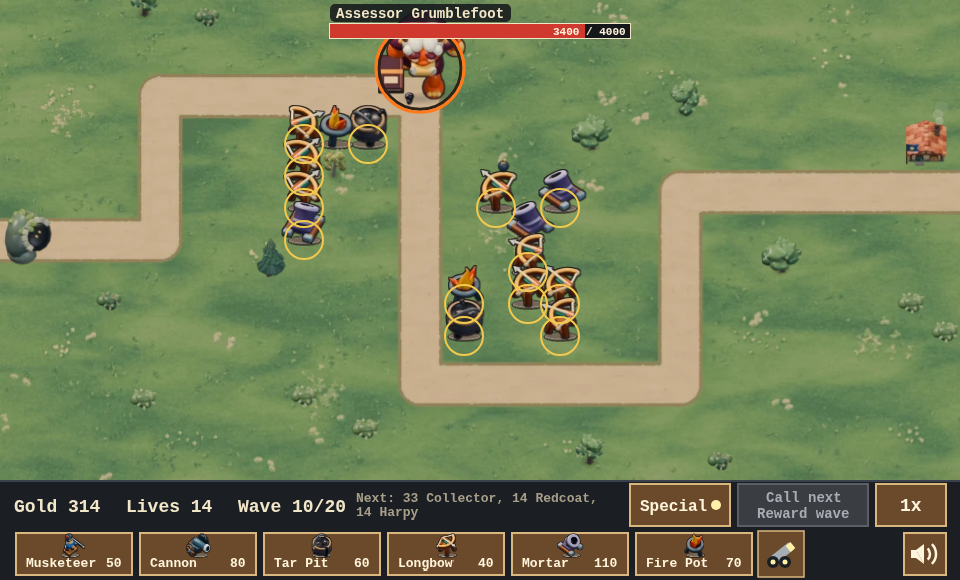 Assessor Grumblefoot
3400 / 4000
Gold 314 Lives 14 Wave 10/20
Next: 33 Collector, 14 Redcoat,
14 Harpy
Special
Call next
Reward wave
1x
Musketeer 50
Cannon 80
Tar Pit 60
Longbow 40
Mortar 110
Fire Pot 70